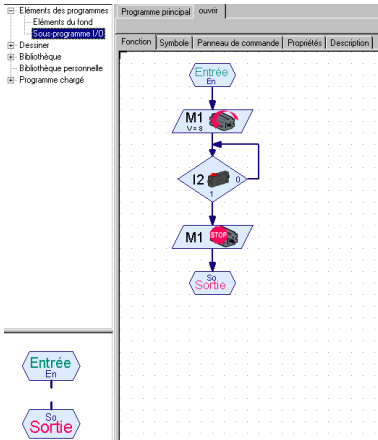 Eléments des programmes
Eléments du fond
Sous-programme I/O
Dessiner
Bibliothèque
Bibliothèque personnelle
Programme chargé
Programme principal
ouvrir
Fonction
Symbole
Panneau de commande
Propriétés
Description
Entrée
En
M1
V = 8
I2
0
1
M1
STOP
So
Sortie
Entrée
En
So
Sortie